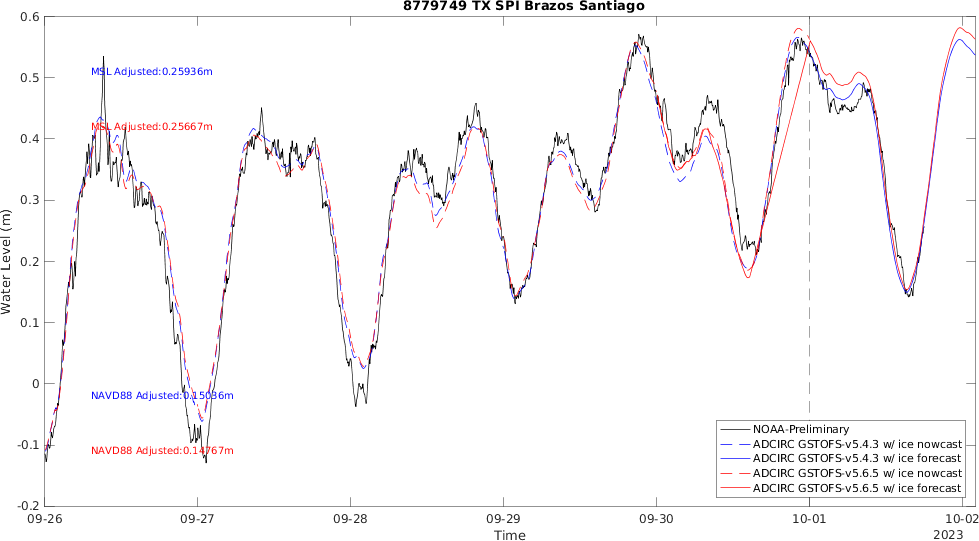 8779749 TX SPI Brazos Santiago
0.6
0.5
0.4
0.3
0.2
0.1
0
-0.1
-0.2
Water Level (m)
MSL Adjusted:0.25936m
MSL Adjusted:0.25667m
NAVD88 Adjusted:0.15036m
NAVD88 Adjusted:0.14767m
NOAA-Preliminary
ADCIRC GSTOFS-v5.4.3 w/ ice nowcast
ADCIRC GSTOFS-v5.4.3 w/ ice forecast
ADCIRC GSTOFS-v5.6.5 w/ ice nowcast
ADCIRC GSTOFS-v5.6.5 w/ ice forecast
09-26 09-27 09-28 09-29 09-30 10-01 10-02
Time
2023